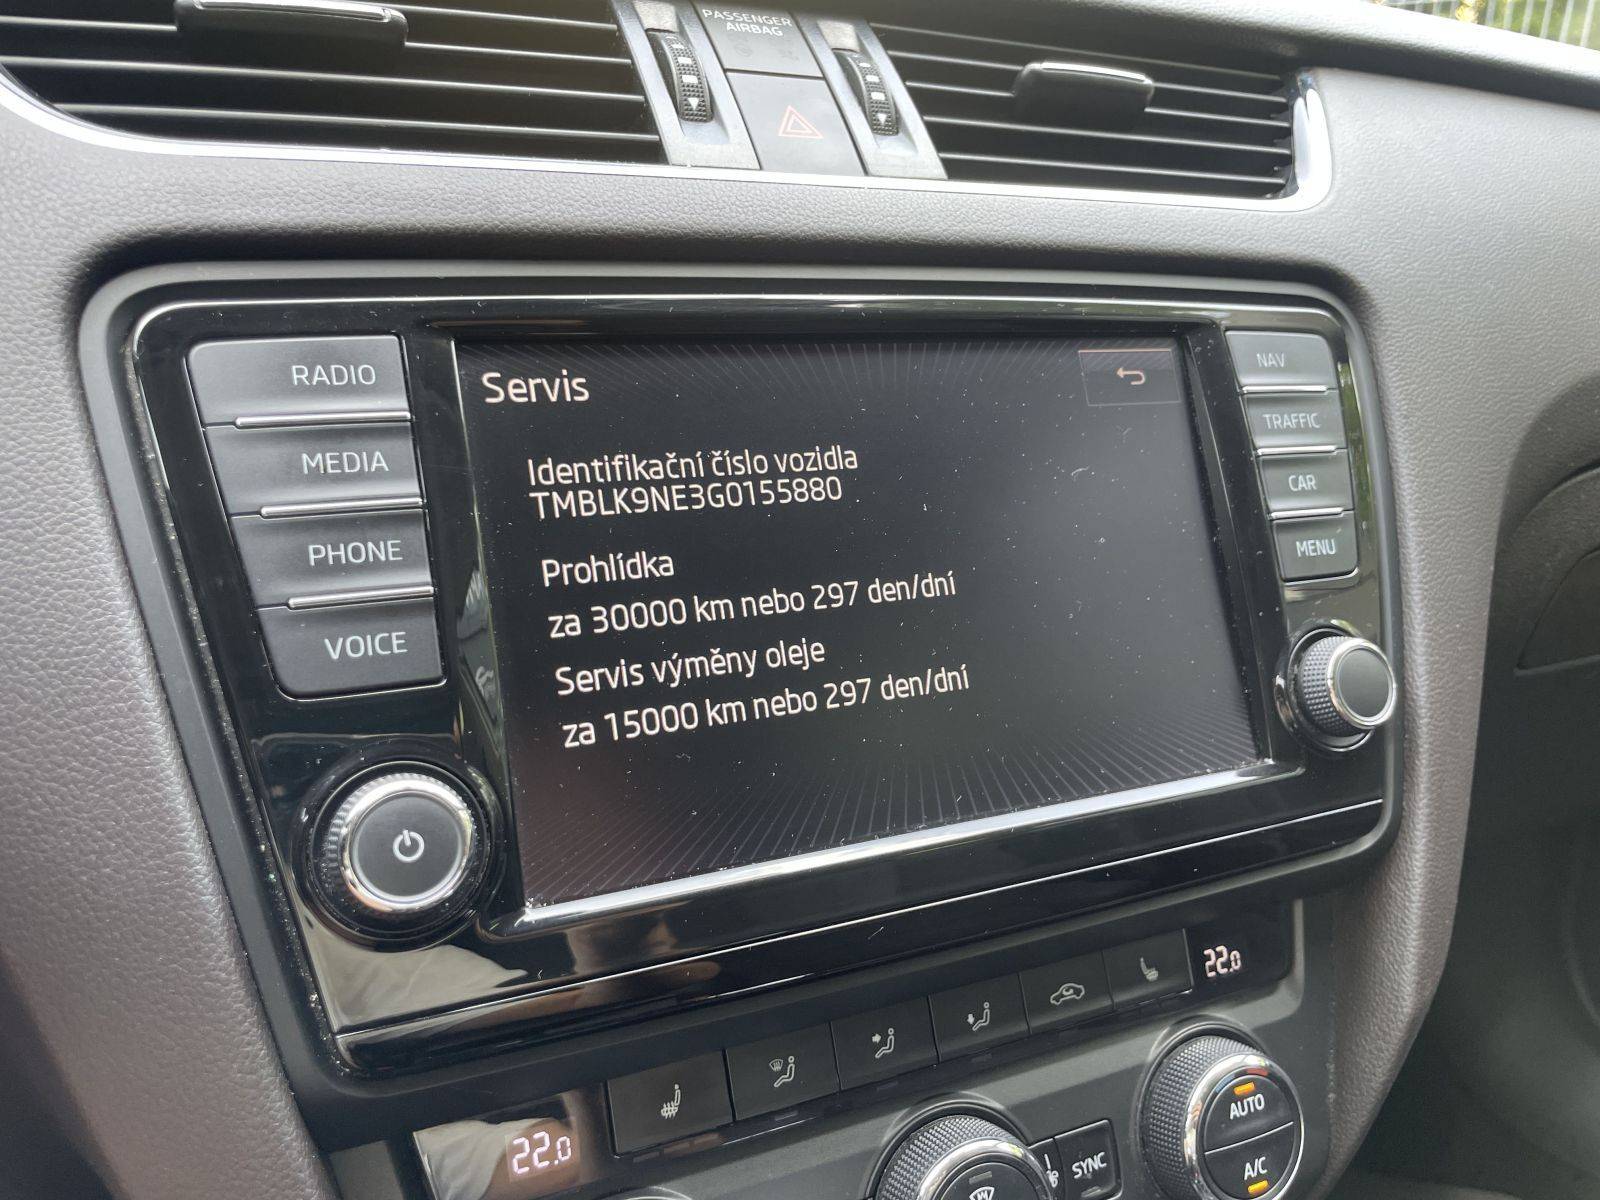 PASSENGER
AIRBAG
RADIO
MEDIA
PHONE
VOICE
Servis
Identifikační číslo vozidla
TMBLK9NE3G0155880
Prohlídka
za 30000 km nebo 297 den/dní
Servis výměny oleje
za 15000 km nebo 297 den/dní
NAV
TRAFFIC
CAR
MENU
22.0
22.0
SYNC
AUTO
A/C